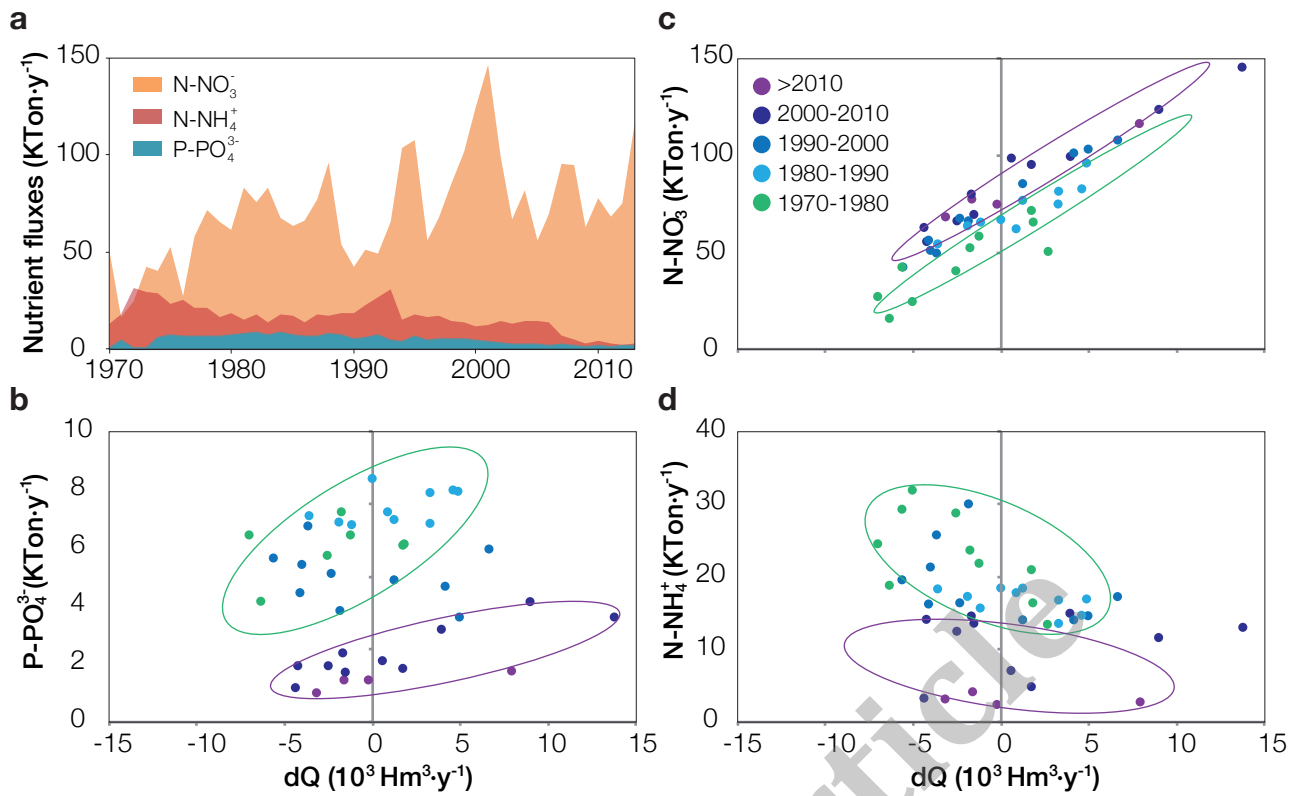 a
Nutrient fluxes (KTon·y⁻¹)
150
100
50
0
N-NO₃⁻
N-NH₄⁺
P-PO₄³⁻
1970 1980 1990 2000 2010
c
N-NO₃⁻ (KTon·y⁻¹)
150
100
50
0
>2010
2000-2010
1990-2000
1980-1990
1970-1980
b
P-PO₄³⁻ (KTon·y⁻¹)
10
8
6
4
2
0
-15 -10 -5 0 5 10 15
dQ (10³ Hm³·y⁻¹)
d
N-NH₄⁺ (KTon·y⁻¹)
40
30
20
10
0
-15 -10 -5 0 5 10 15
dQ (10³ Hm³·y⁻¹)
rticle